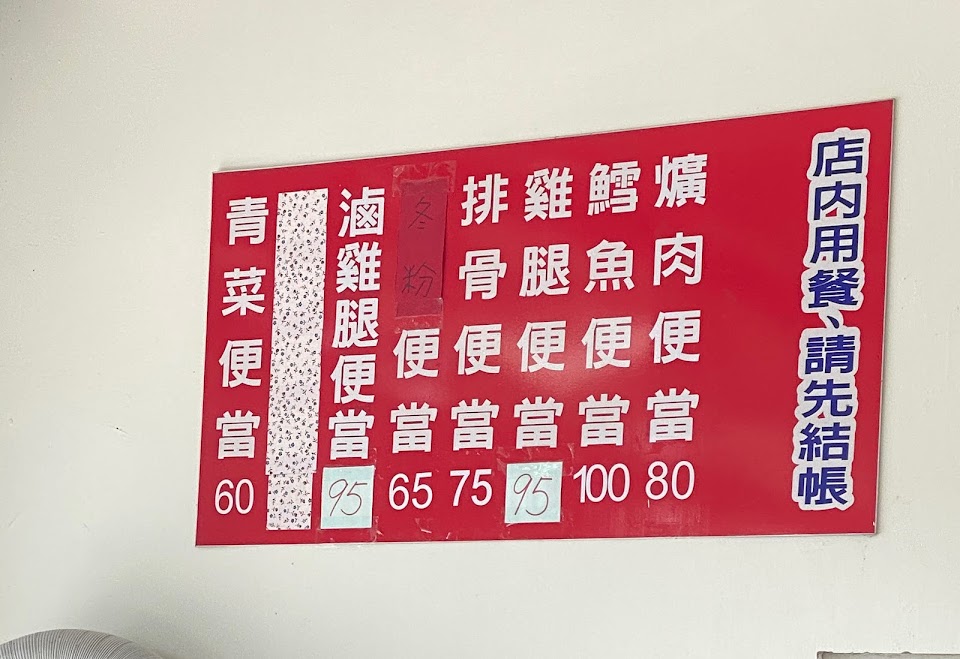 店內用餐、請先結帳
爌肉便當 80
鱈魚便當 100
雞腿便當 95
排骨便當 75
冬粉便當 65
滷雞腿便當 95
青菜便當 60